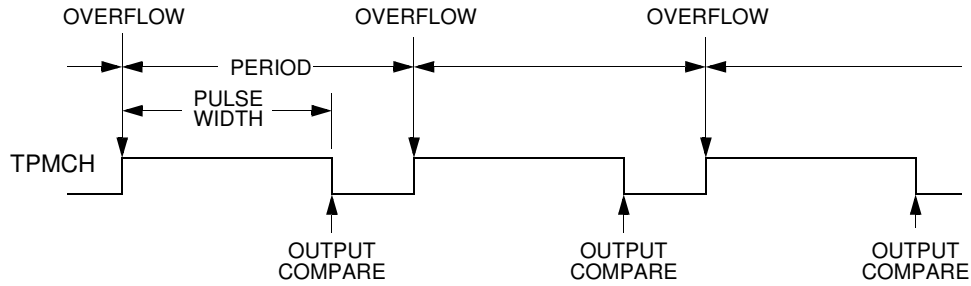 OVERFLOW OVERFLOW OVERFLOW
PERIOD
PULSE
WIDTH
TPMCH
OUTPUT
COMPARE
OUTPUT
COMPARE
OUTPUT
COMPARE